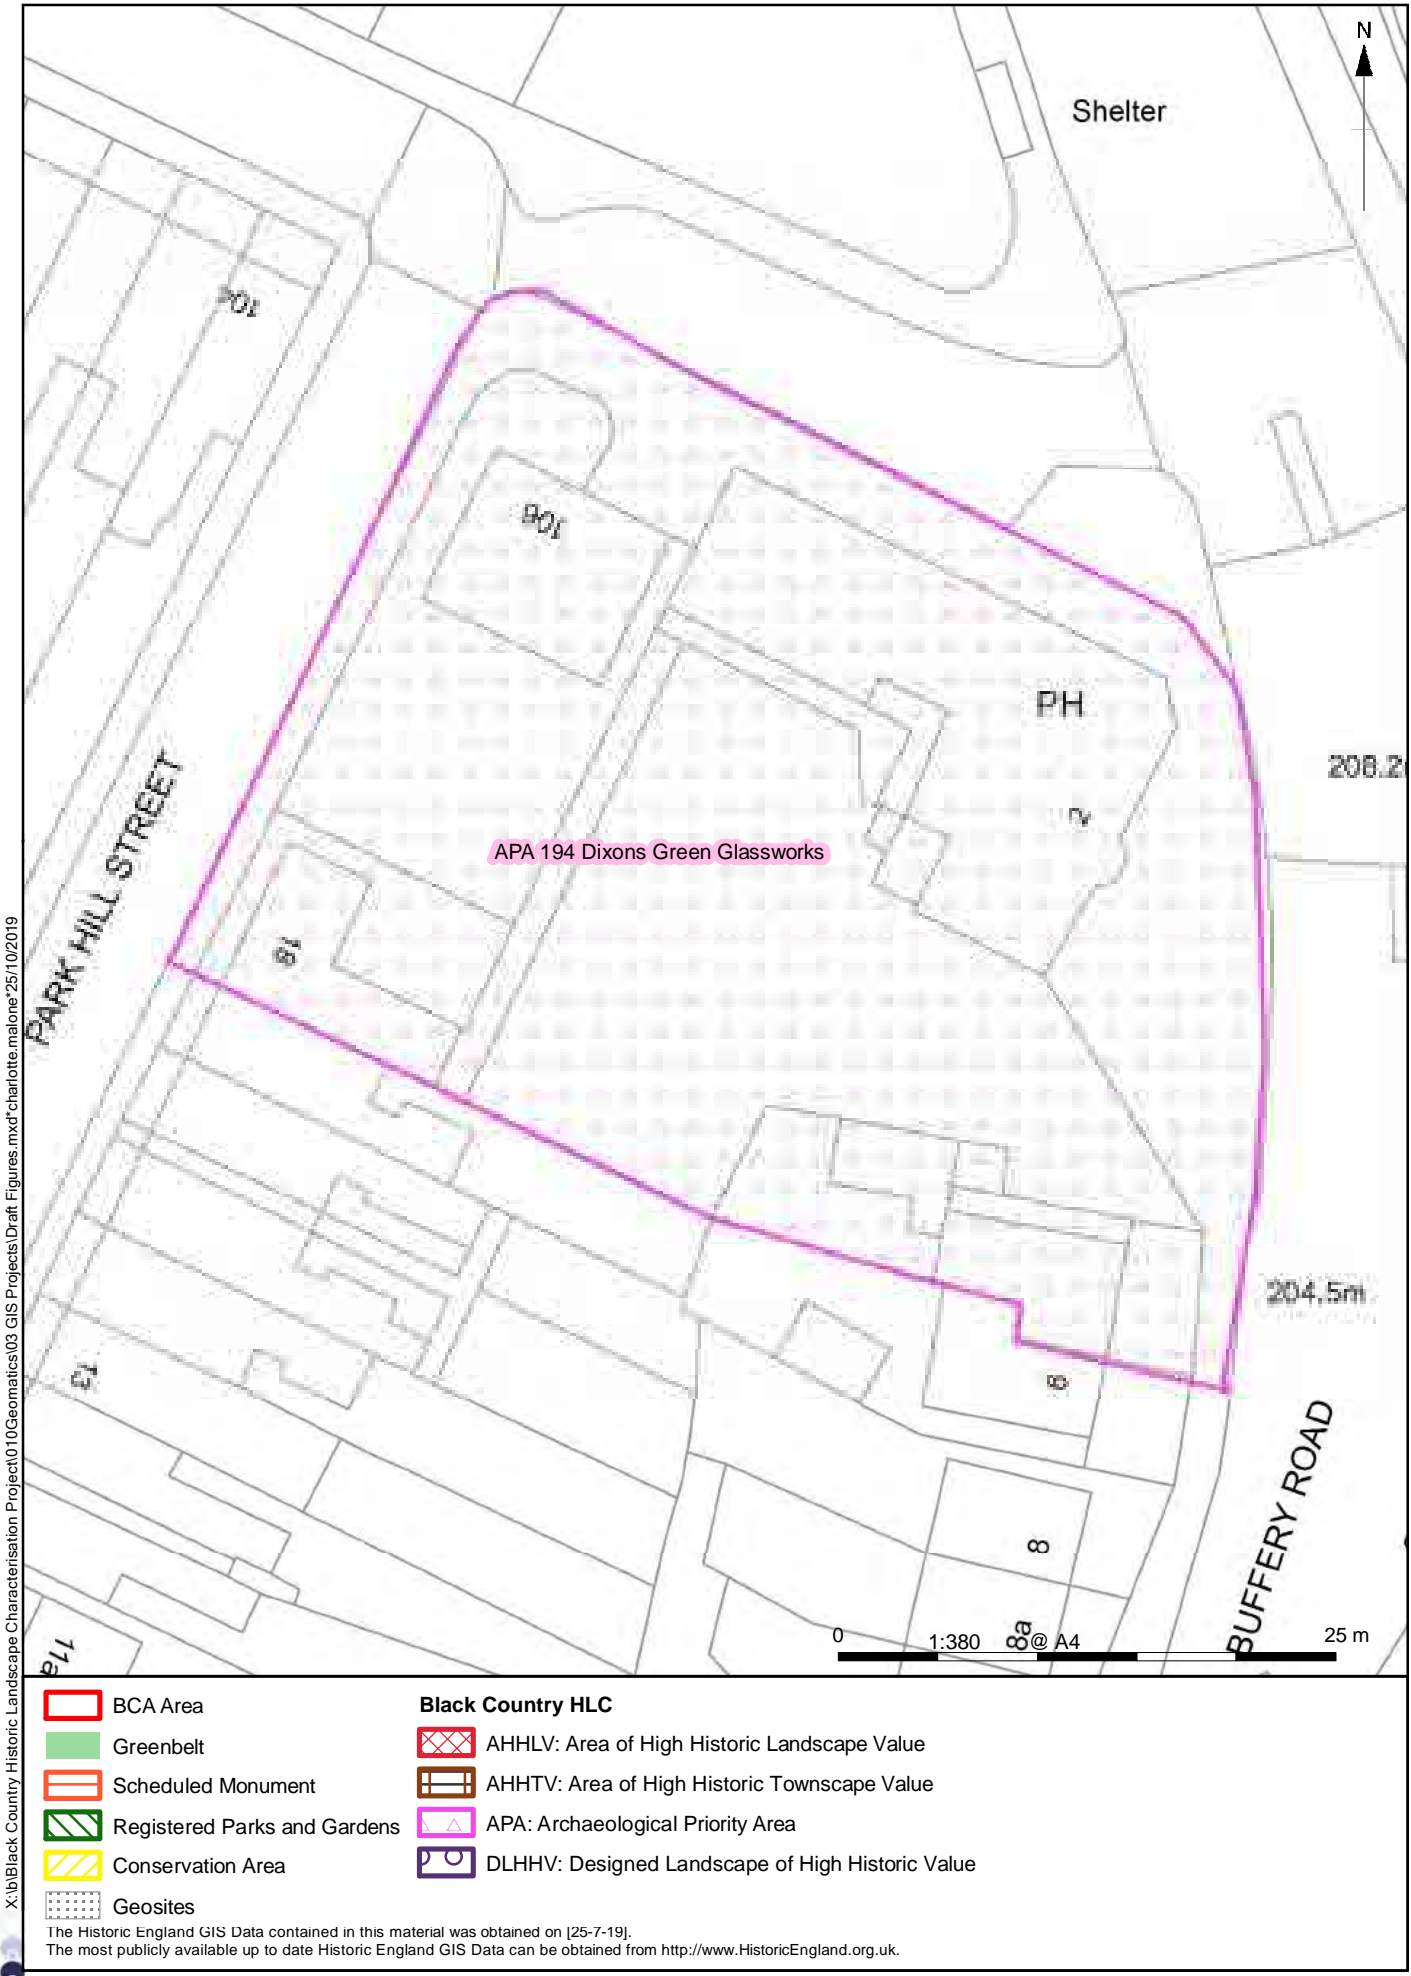 N
Shelter
104
106
PH
208.2
APA 194 Dixons Green Glassworks
PARK HILL STREET
18
204.5m
13
6
BUFFERY ROAD
8
8a
11a
0 1:380 @ A4 25 m
X:\b\Black Country Historic Landscape Characterisation Project\010Geomatics\03 GIS Projects\Draft Figures.mxd*charlotte.malone*25/10/2019
BCA Area
Greenbelt
Scheduled Monument
Registered Parks and Gardens
Conservation Area
Geosites
Black Country HLC
AHHLV: Area of High Historic Landscape Value
AHHTV: Area of High Historic Townscape Value
APA: Archaeological Priority Area
DLHHV: Designed Landscape of High Historic Value
The Historic England GIS Data contained in this material was obtained on [25-7-19].
The most publicly available up to date Historic England GIS Data can be obtained from http://www.HistoricEngland.org.uk.